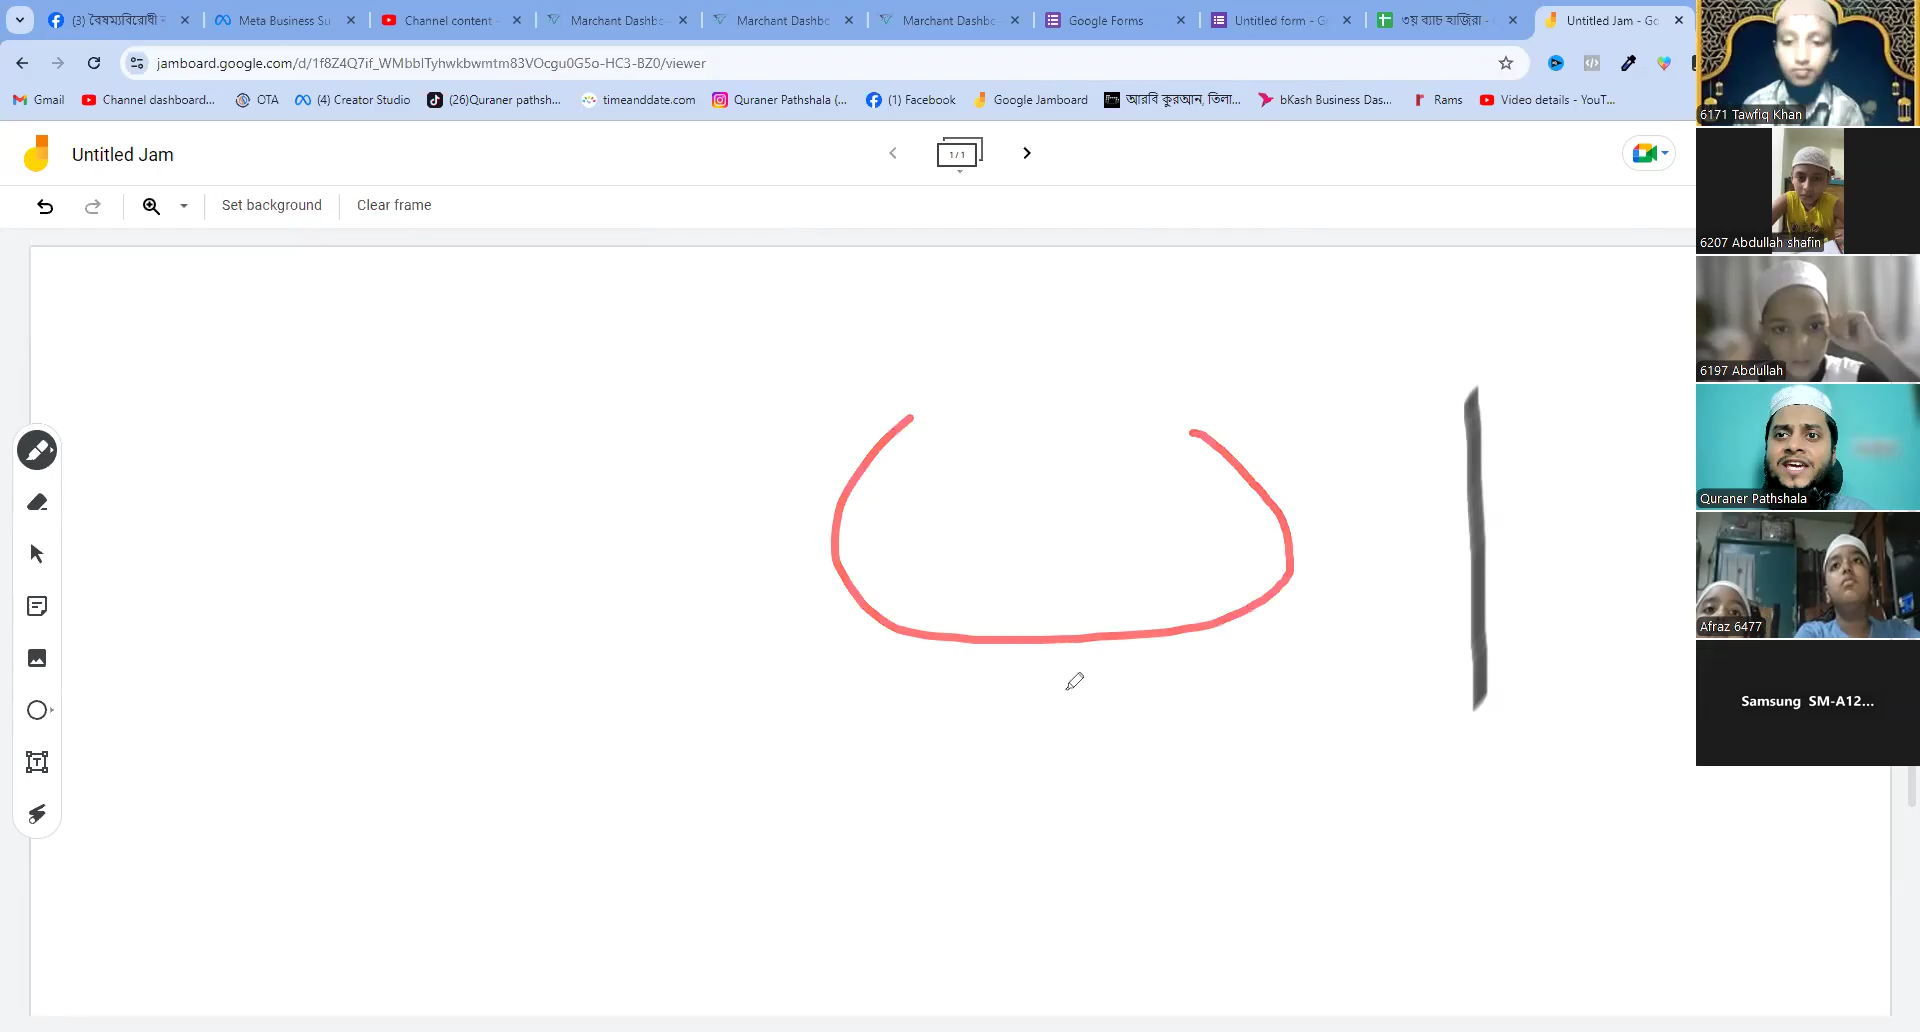 (3) বৈষম্যবিরোধী
Meta Business Su
Channel content -
Marchant Dashbo
Marchant Dashbo
Marchant Dashbo
Google Forms
Untitled form - G
৩য় ব্যাচ হাজিরা -
Untitled Jam - Go
jamboard.google.com/d/1f8Z4Q7if_WMbbITyhwkbwmtm83VOcgu0G5o-HC3-BZ0/viewer
Gmail
Channel dashboard...
OTA
(4) Creator Studio
(26)Quraner pathsh...
timeanddate.com
Quraner Pathshala (...
(1) Facebook
Google Jamboard
আরবি কুরআন, তিলা...
bKash Business Das...
Rams
Video details - YouT...
Untitled Jam
1 / 1
Set background
Clear frame
6171 Tawfiq Khan
6207 Abdullah shafin
6197 Abdullah
Quraner Pathshala
Afraz 6477
Samsung SM-A12...